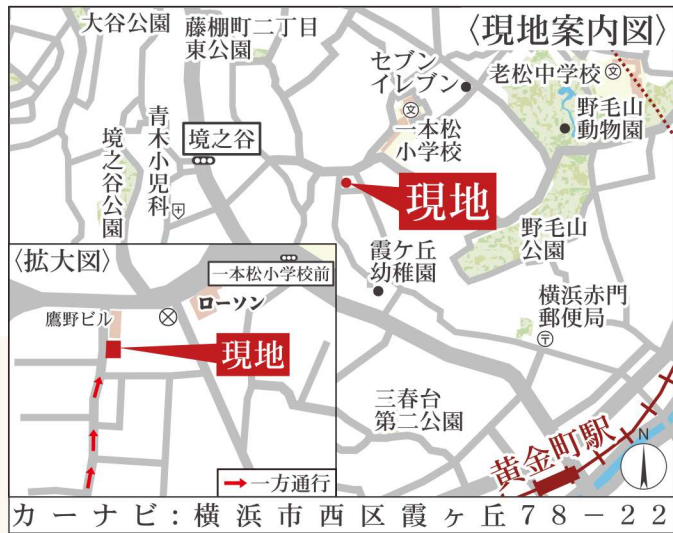 〈現地案内図〉
大谷公園
藤棚町二丁目
東公園
セブン
イレブン
老松中学校
文
野毛山
動物園
文
一本松
小学校
青木小児科
境之谷
境之谷公園
現地
野毛山
公園
霞ケ丘
幼稚園
横浜赤門
郵便局
三春台
第二公園
黄金町駅
N
〈拡大図〉
一本松小学校前
ローソン
鷹野ビル
現地
一方通行
カーナビ:横浜市西区霞ヶ丘78-22